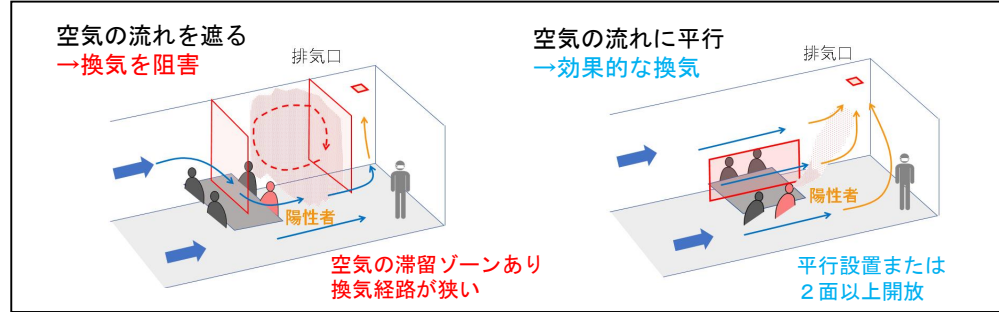 空気の流れを遮る
→換気を阻害
排気口
陽性者
空気の滞留ゾーンあり
換気経路が狭い
空気の流れに平行
→効果的な換気
排気口
陽性者
平行設置または
２面以上開放